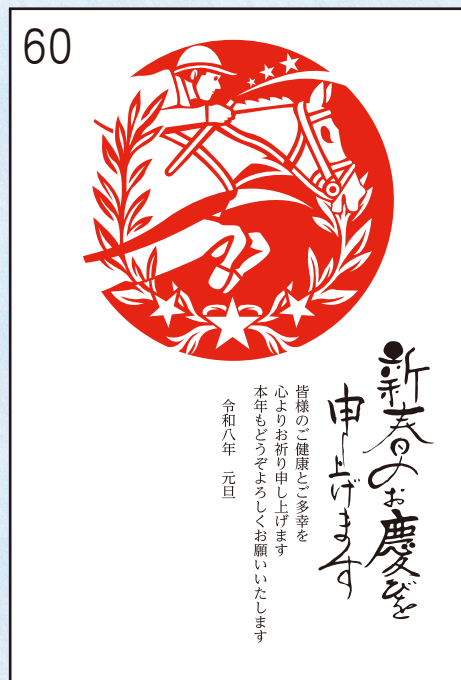 60
新春のお慶びを
申し上げます
皆様のご健康とご多幸を
心よりお祈り申し上げます
本年もどうぞよろしくお願いいたします
令和八年　元旦